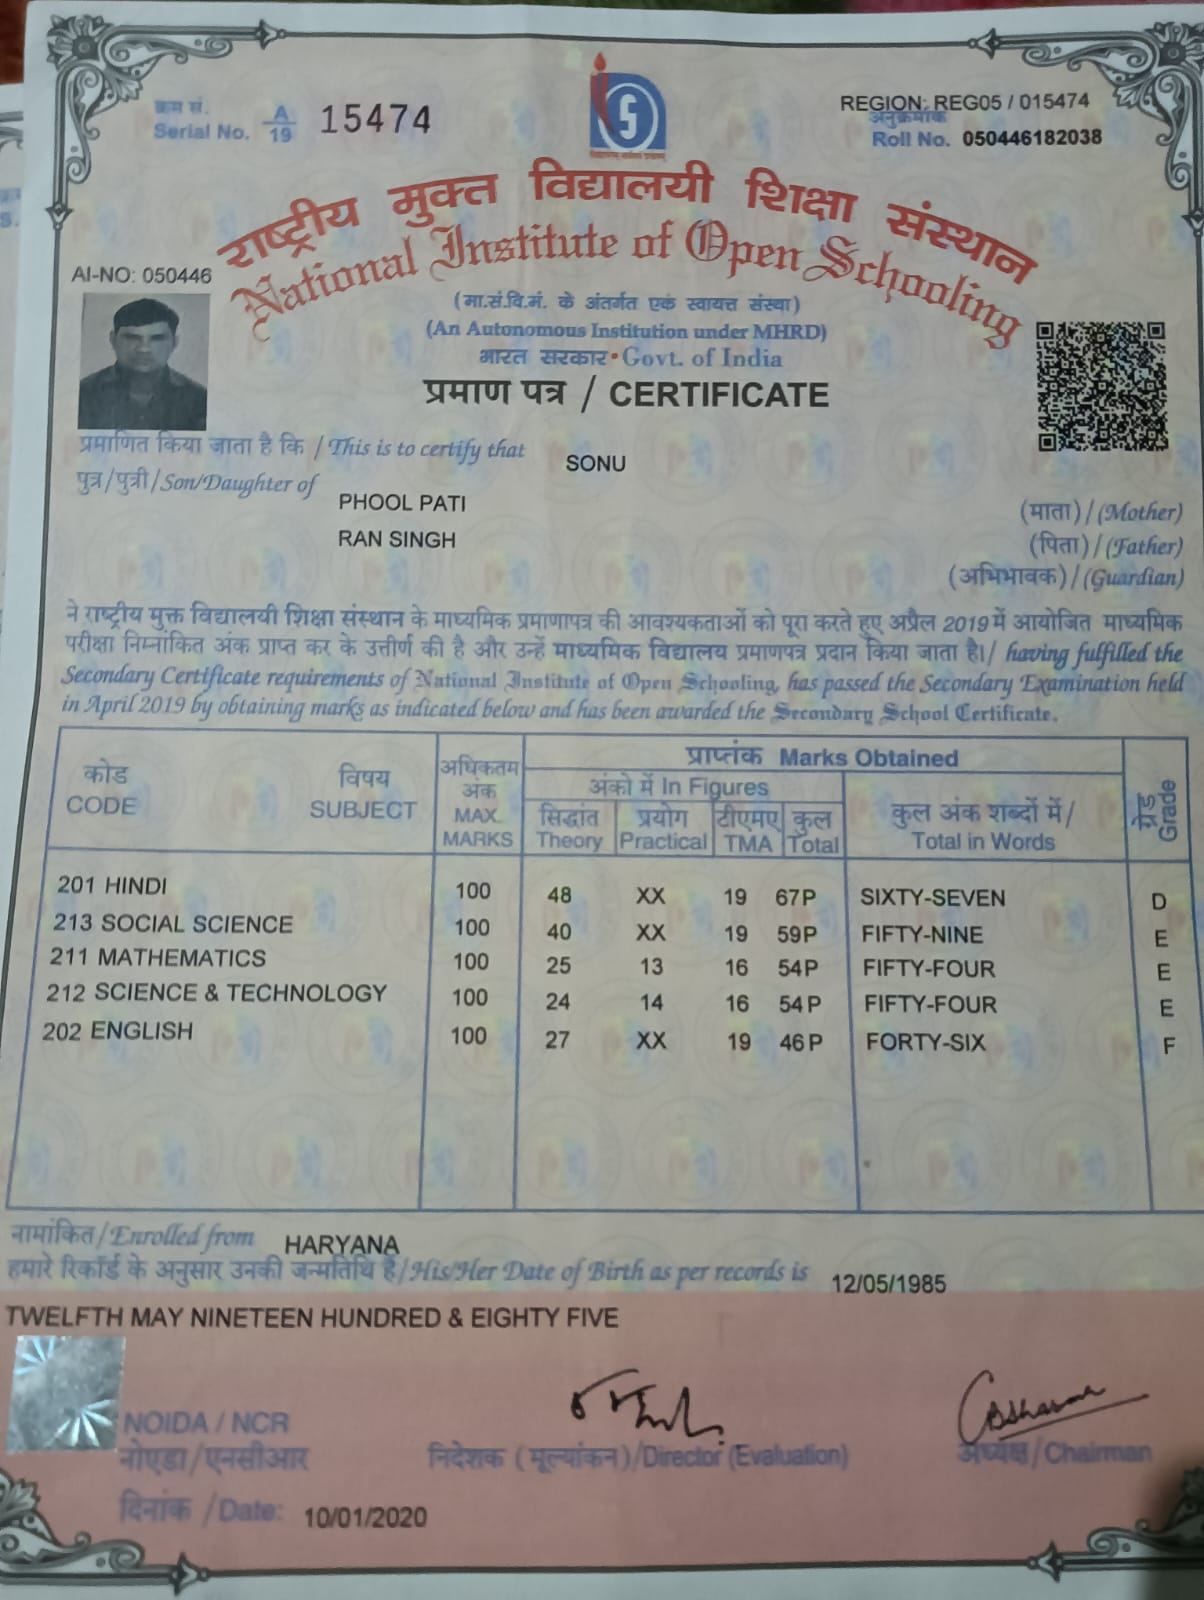 क्रम सं.
Serial No. A/19 15474
REGION: REG05 / 015474
अनुक्रमांक
Roll No. 050446182038
राष्ट्रीय मुक्त विद्यालयी शिक्षा संस्थान
National Institute of Open Schooling
AI-NO: 050446
(मा.सं.वि.मं. के अंतर्गत एक स्वायत्त संस्था)
(An Autonomous Institution under MHRD)
भारत सरकार • Govt. of India
प्रमाण पत्र / CERTIFICATE
प्रमाणित किया जाता है कि / This is to certify that SONU
पुत्र/पुत्री/Son/Daughter of
PHOOL PATI (माता)/(Mother)
RAN SINGH (पिता)/(Father)
(अभिभावक)/(Guardian)
ने राष्ट्रीय मुक्त विद्यालयी शिक्षा संस्थान के माध्यमिक प्रमाणपत्र की आवश्यकताओं को पूरा करते हुए अप्रैल 2019 में आयोजित माध्यमिक
परीक्षा निम्नांकित अंक प्राप्त कर के उत्तीर्ण की है और उन्हें माध्यमिक विद्यालय प्रमाणपत्र प्रदान किया जाता है।/ having fulfilled the
Secondary Certificate requirements of National Institute of Open Schooling, has passed the Secondary Examination held
in April 2019 by obtaining marks as indicated below and has been awarded the Secondary School Certificate.
कोड CODE विषय SUBJECT अधिकतम अंक MAX. MARKS प्राप्तंक Marks Obtained ग्रेड Grade
अंको में In Figures कुल अंक शब्दों में/ Total in Words
सिद्धांत Theory प्रयोग Practical टीएमए TMA कुल Total
201 HINDI 100 48 XX 19 67P SIXTY-SEVEN D
213 SOCIAL SCIENCE 100 40 XX 19 59P FIFTY-NINE E
211 MATHEMATICS 100 25 13 16 54P FIFTY-FOUR E
212 SCIENCE & TECHNOLOGY 100 24 14 16 54P FIFTY-FOUR E
202 ENGLISH 100 27 XX 19 46P FORTY-SIX F
नामांकित/Enrolled from HARYANA
हमारे रिकॉर्ड के अनुसार उनकी जन्मतिथि है/His/Her Date of Birth as per records is 12/05/1985
TWELFTH MAY NINETEEN HUNDRED & EIGHTY FIVE
NOIDA / NCR
नोएडा/एनसीआर
निदेशक (मूल्यांकन)/Director (Evaluation)
अध्यक्ष/Chairman
दिनांक /Date: 10/01/2020